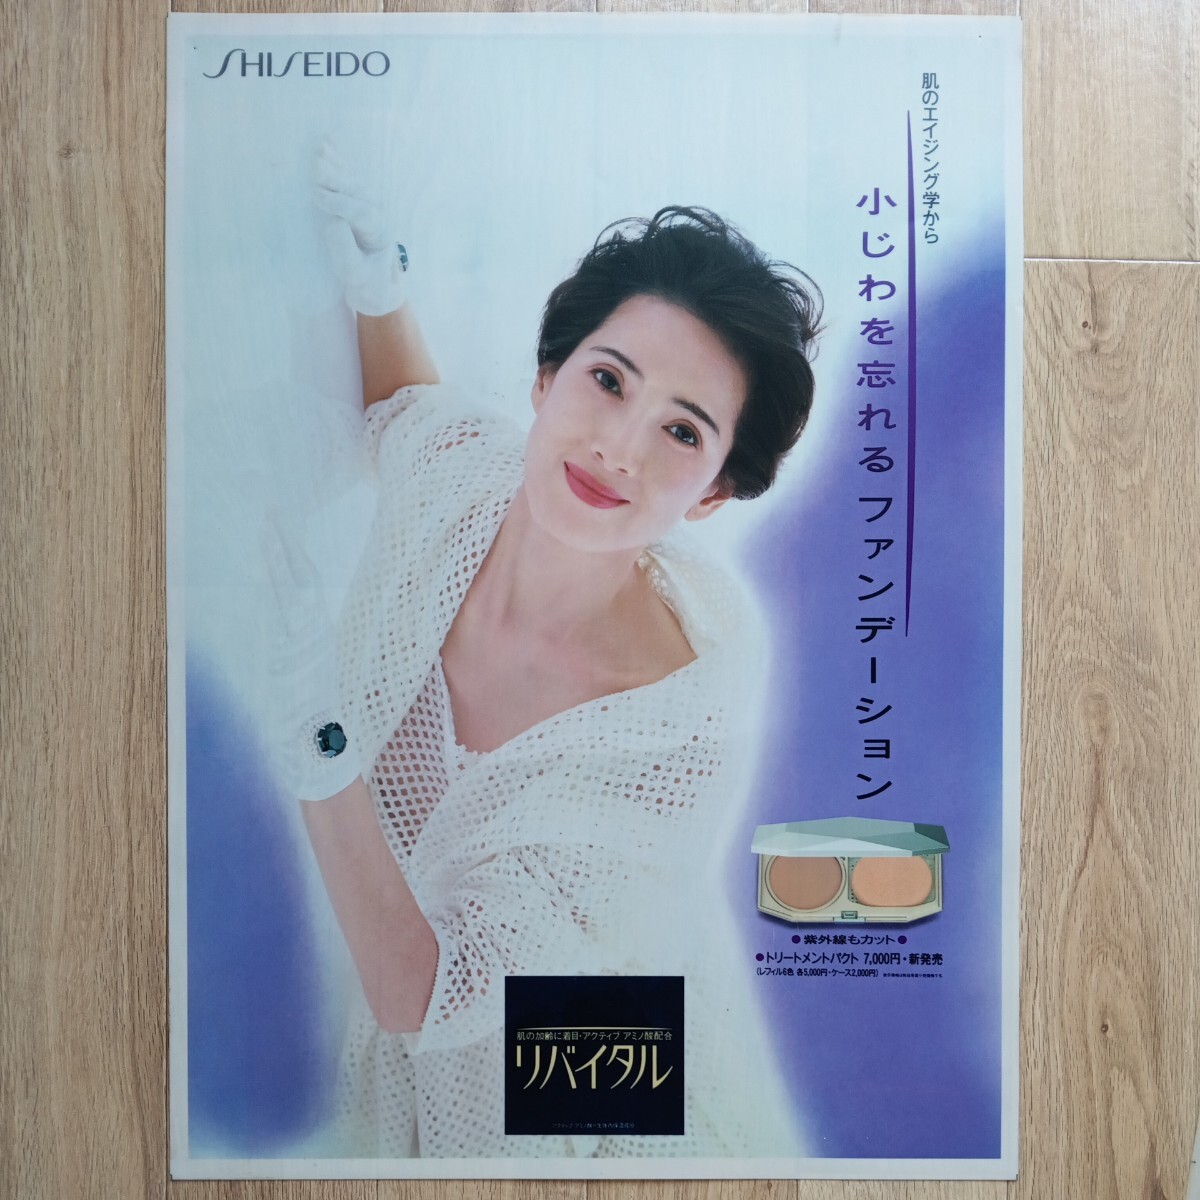 SHISEIDO
肌のエイジング学から
小じわを忘れるファンデーション
●紫外線もカット●
●トリートメントパクト 7,000円・新発売
(レフィル6色 各5,000円・ケース2,000円)
肌の加齢に着目・アクティブ アミノ酸配合
リバイタル